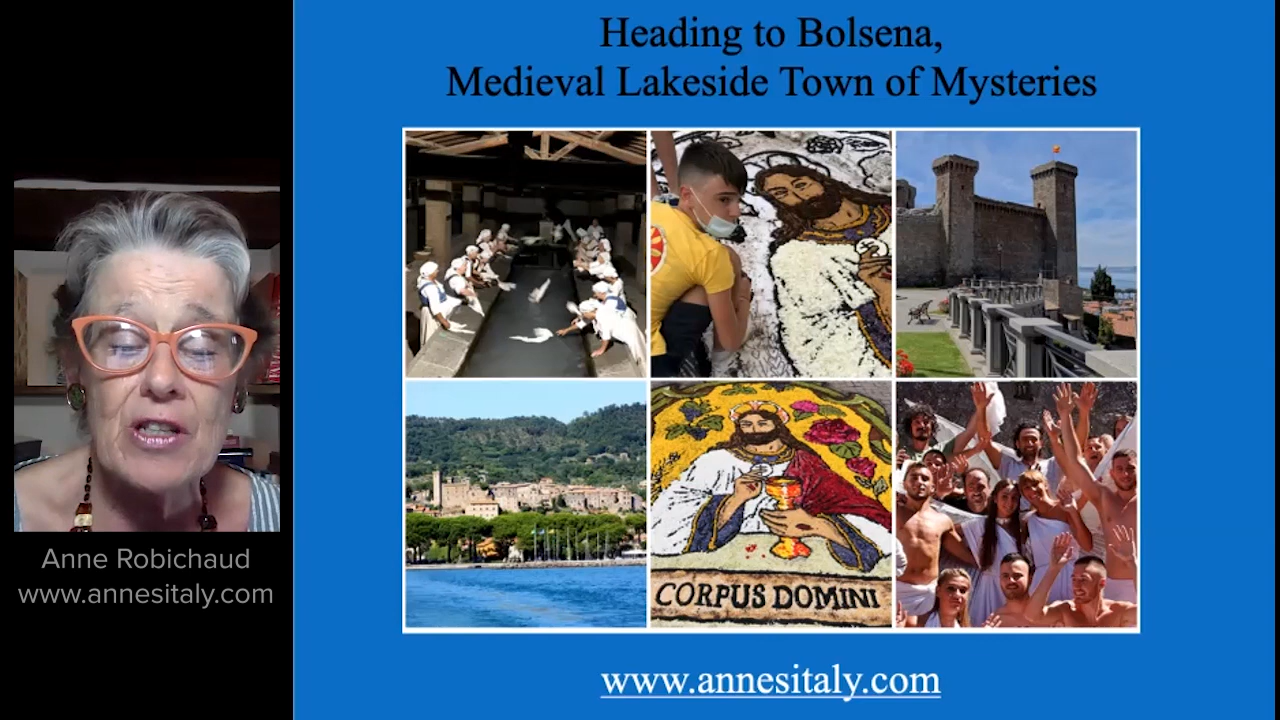 Heading to Bolsena,
Medieval Lakeside Town of Mysteries
CORPUS DOMINI
Anne Robichaud
www.annesitaly.com
www.annesitaly.com